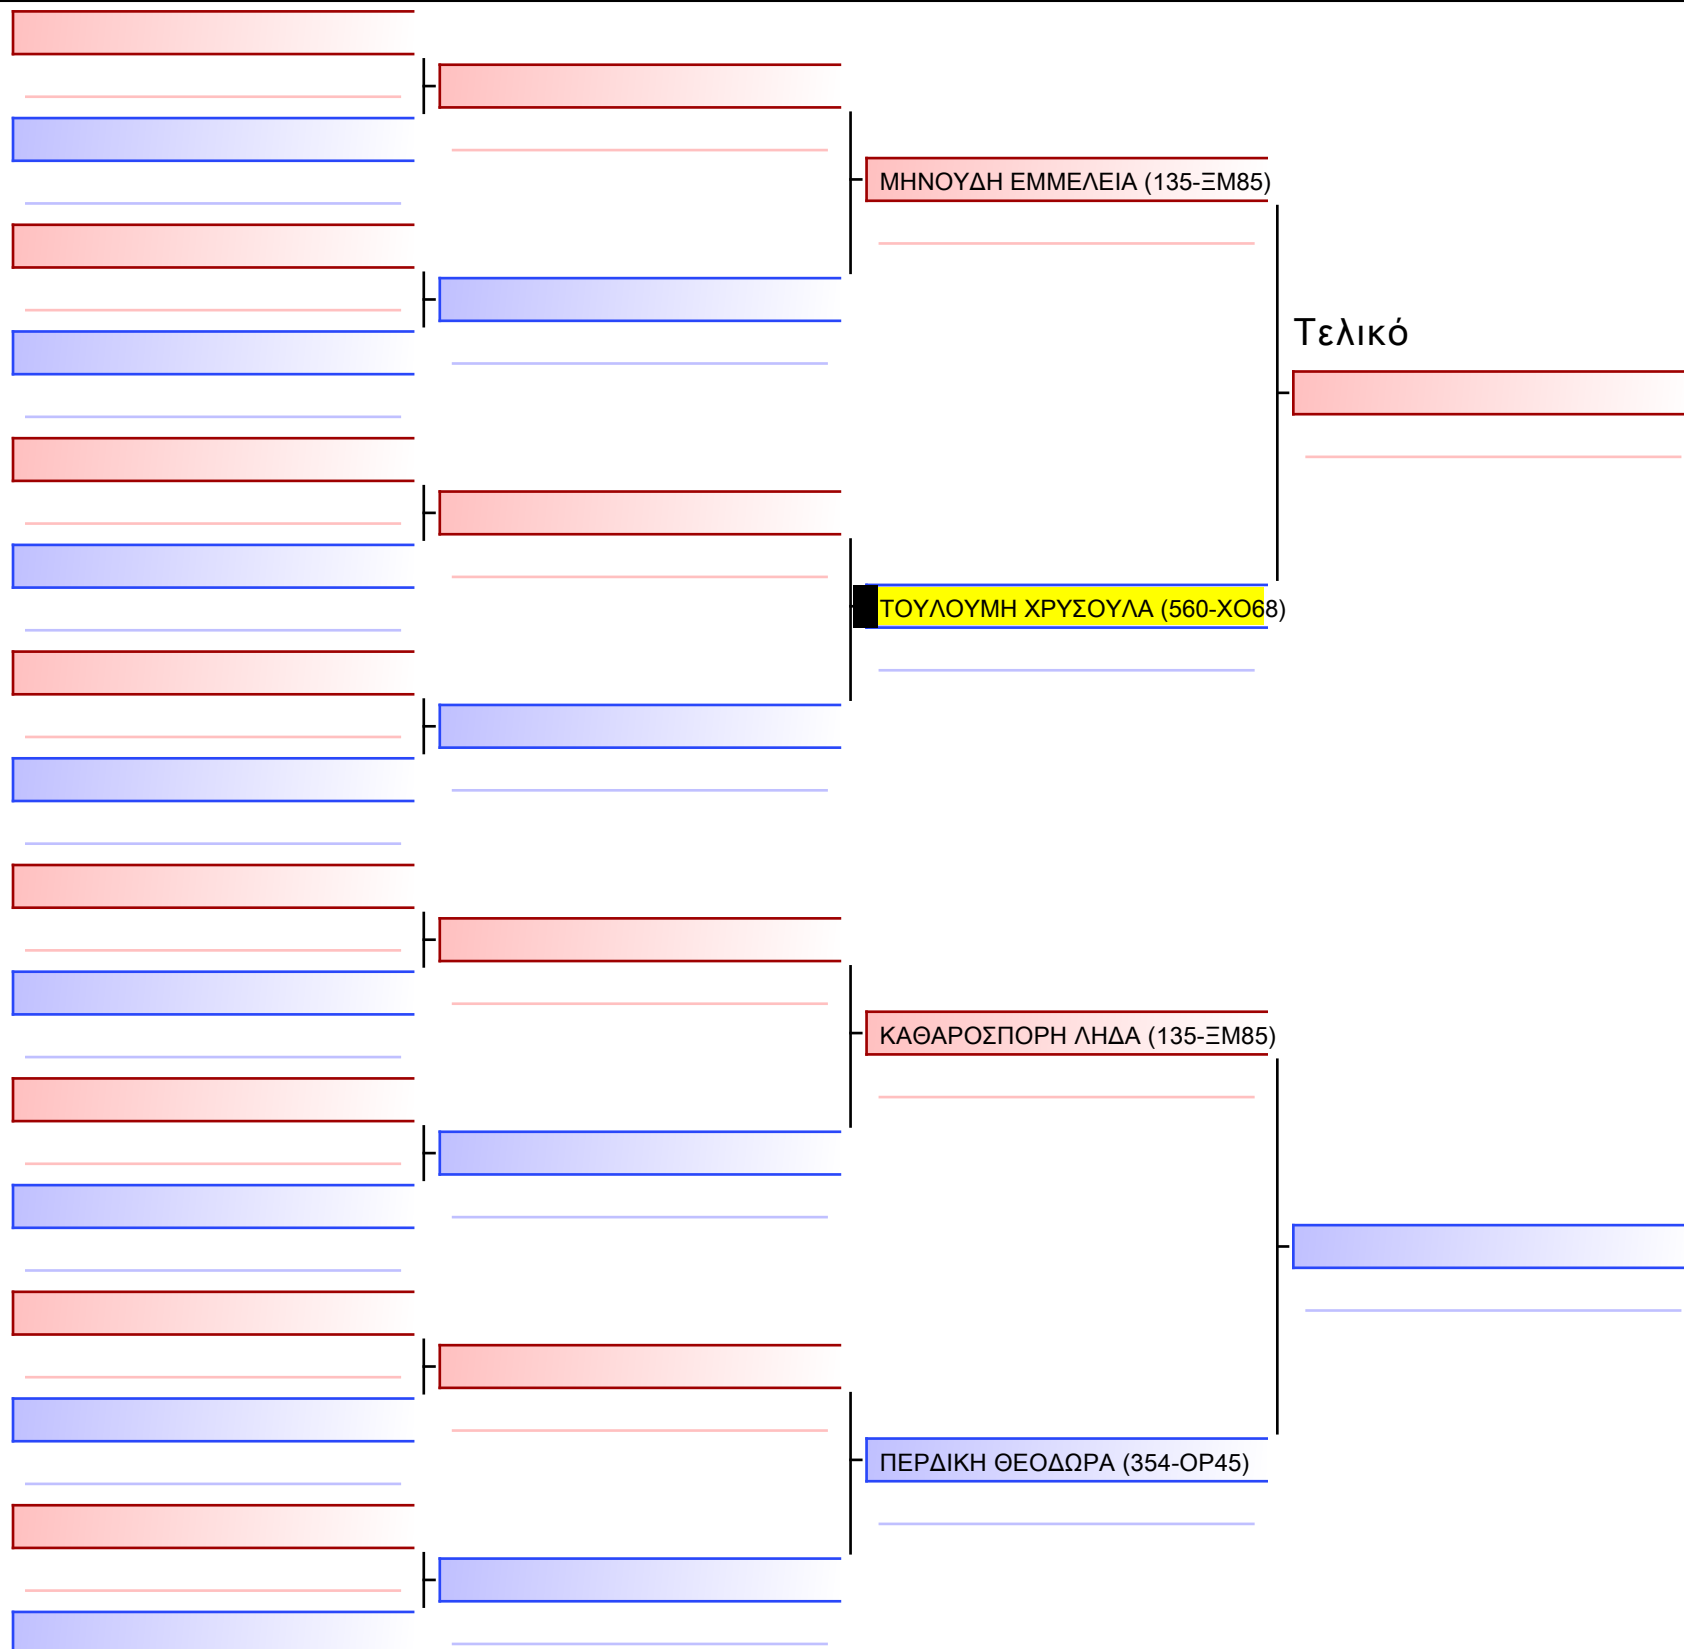 ΜΗΝΟΥΔΗ ΕΜΜΕΛΕΙΑ (135-ΞΜ85)
Τελικό
ΤΟΥΛΟΥΜΗ ΧΡΥΣΟΥΛΑ (560-ΧΟ68)
ΚΑΘΑΡΟΣΠΟΡΗ ΛΗΔΑ (135-ΞΜ85)
ΠΕΡΔΙΚΗ ΘΕΟΔΩΡΑ (354-ΟΡ45)